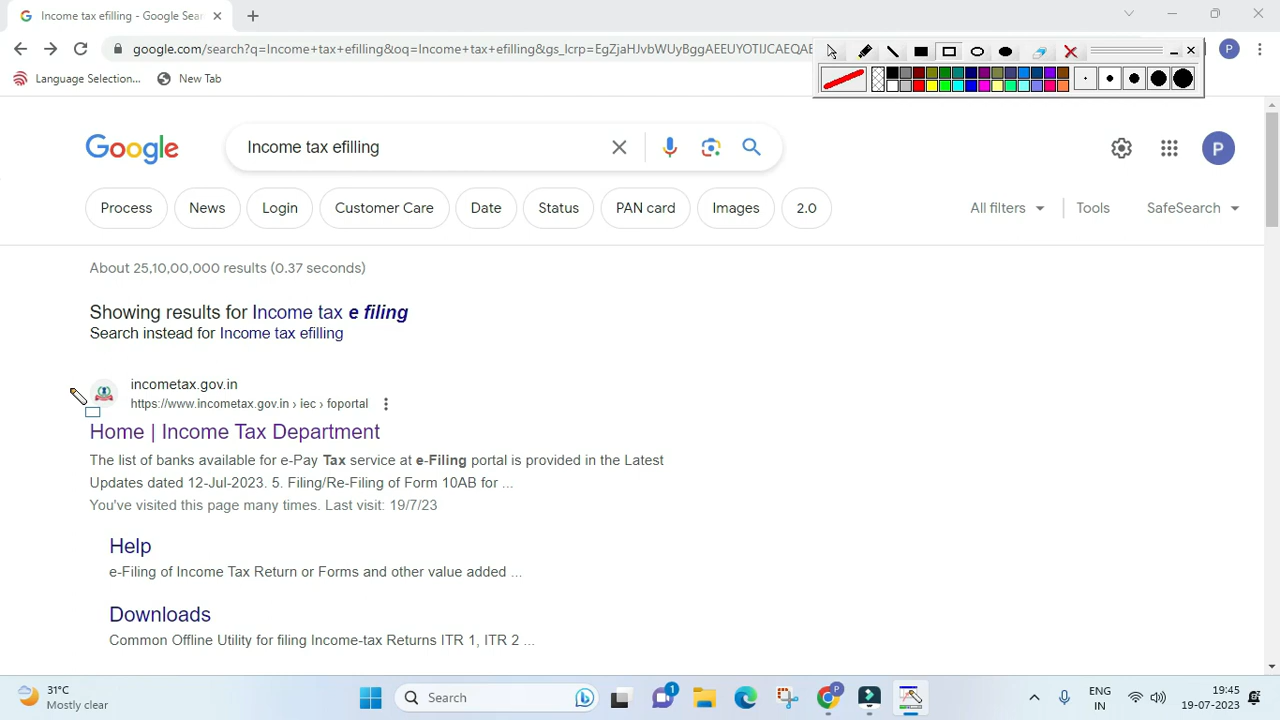 Income tax efilling - Google Sear
google.com/search?q=Income+tax+efilling&oq=Income+tax+efilling&gs_lcrp=EgZjaHJvbWUyBggAEEUYOTIJCAE
P
Language Selection...
New Tab
Google
Income tax efilling
P
Process
News
Login
Customer Care
Date
Status
PAN card
Images
2.0
All filters
Tools
SafeSearch
About 25,10,00,000 results (0.37 seconds)
Showing results for Income tax e filing
Search instead for Income tax efilling
incometax.gov.in
https://www.incometax.gov.in › iec › foportal
Home | Income Tax Department
The list of banks available for e-Pay Tax service at e-Filing portal is provided in the Latest
Updates dated 12-Jul-2023. 5. Filing/Re-Filing of Form 10AB for ...
You've visited this page many times. Last visit: 19/7/23
Help
e-Filing of Income Tax Return or Forms and other value added ...
Downloads
Common Offline Utility for filing Income-tax Returns ITR 1, ITR 2 ...
31°C
Mostly clear
Search
1
P
ENG
IN
19:45
19-07-2023